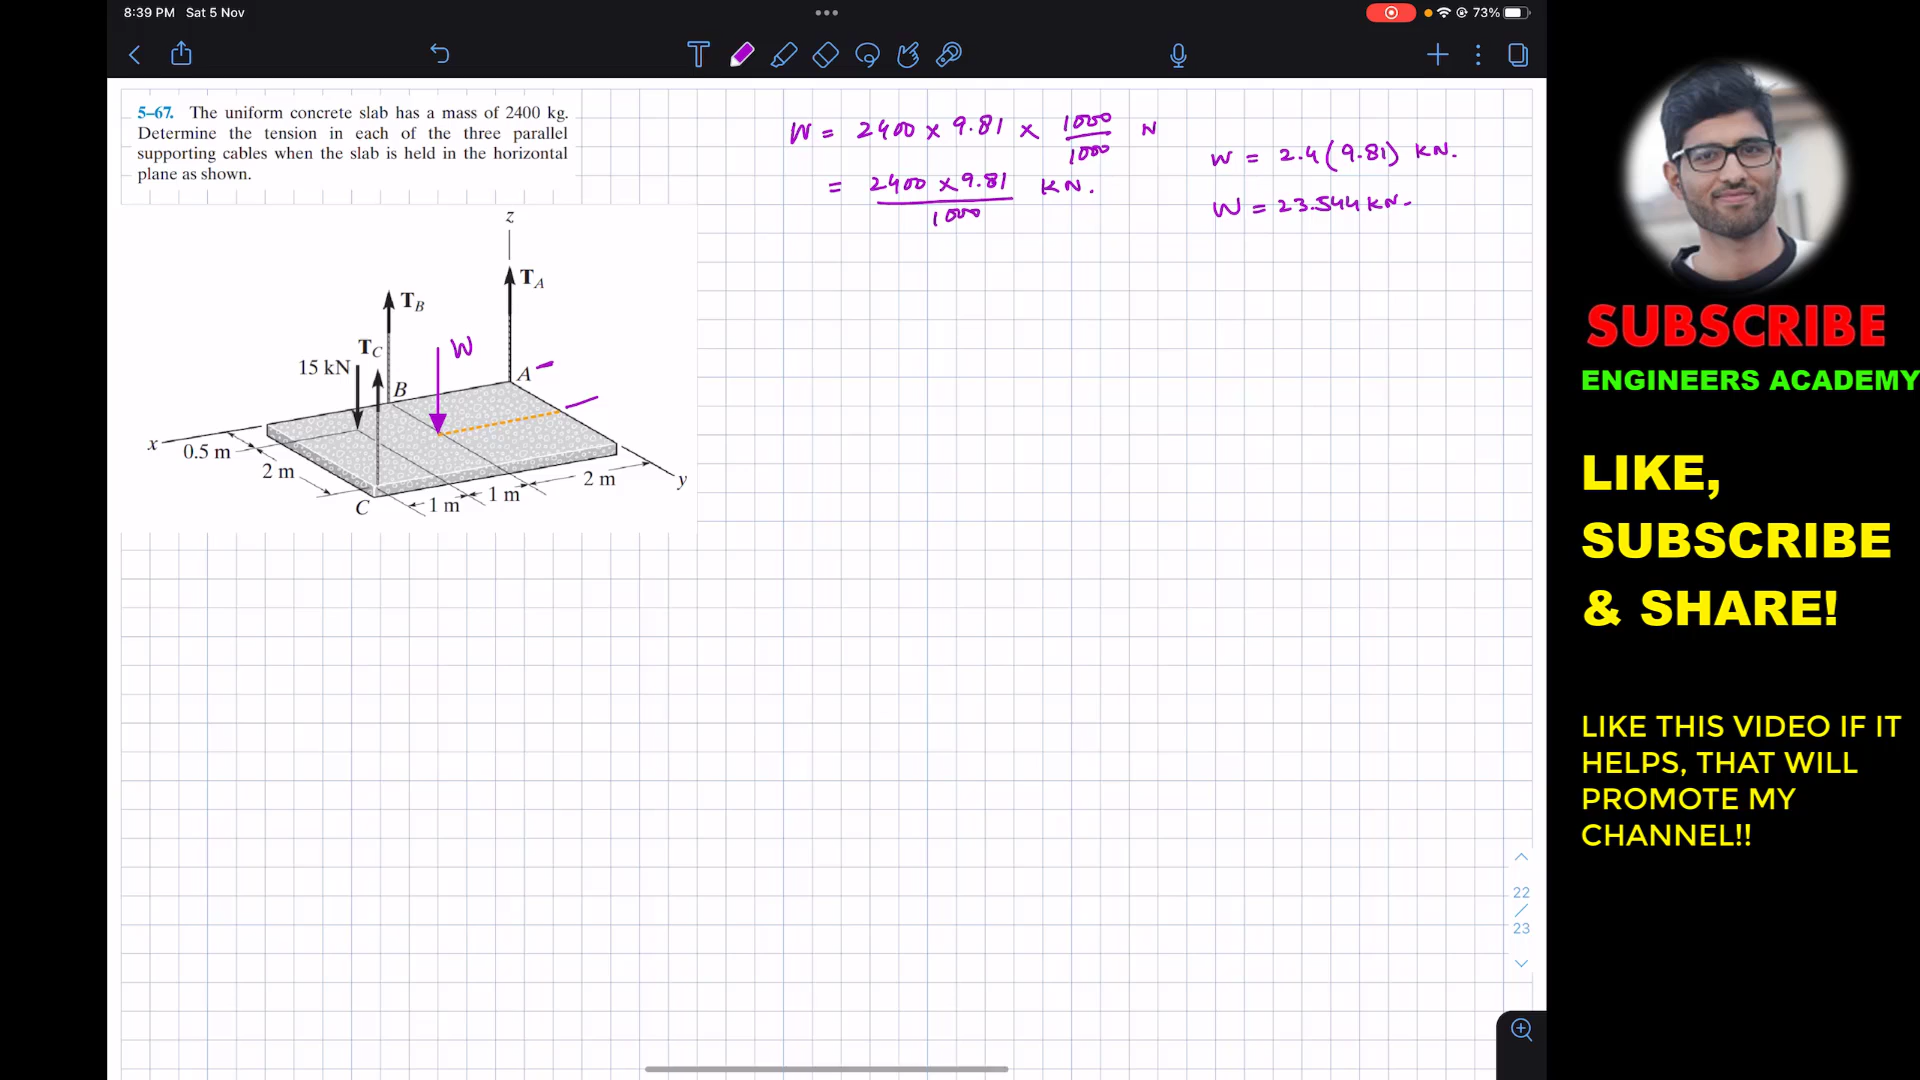 8:39 PM Sat 5 Nov
73%
5–67. The uniform concrete slab has a mass of 2400 kg.
Determine the tension in each of the three parallel
supporting cables when the slab is held in the horizontal
plane as shown.
W = 2400 × 9.81 × 1000/1000 N
= 2400 × 9.81/1000 KN.
W = 2.4(9.81) KN.
W = 23.544 KN.
z
T_A
T_B
W
T_C
15 kN
A
B
x
0.5 m
2 m
2 m
y
1 m
1 m
C
SUBSCRIBE
ENGINEERS ACADEMY
LIKE,
SUBSCRIBE
& SHARE!
LIKE THIS VIDEO IF IT
HELPS, THAT WILL
PROMOTE MY
CHANNEL!!
22
/
23